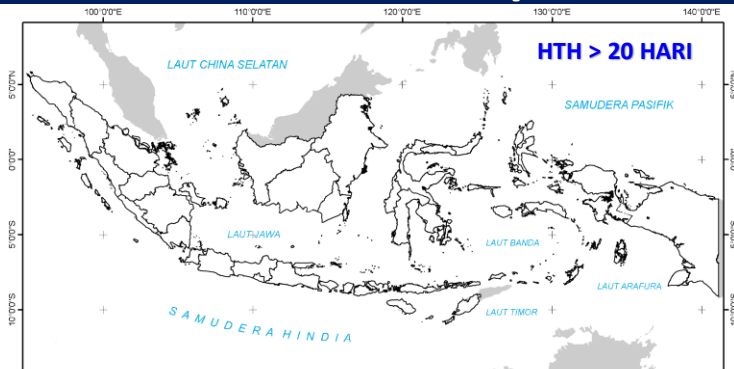 100°0'0"E 110°0'0"E 120°0'0"E 130°0'0"E 140°0'0"E
HTH > 20 HARI
LAUT CHINA SELATAN
5°0'0"N 5°0'0"N
SAMUDERA PASIFIK
0°0'0" 0°0'0"
LAUT JAWA
5°0'0"S 5°0'0"S
LAUT BANDA
LAUT ARAFURA
10°0'0"S 10°0'0"S
SAMUDERA HINDIA
LAUT TIMOR